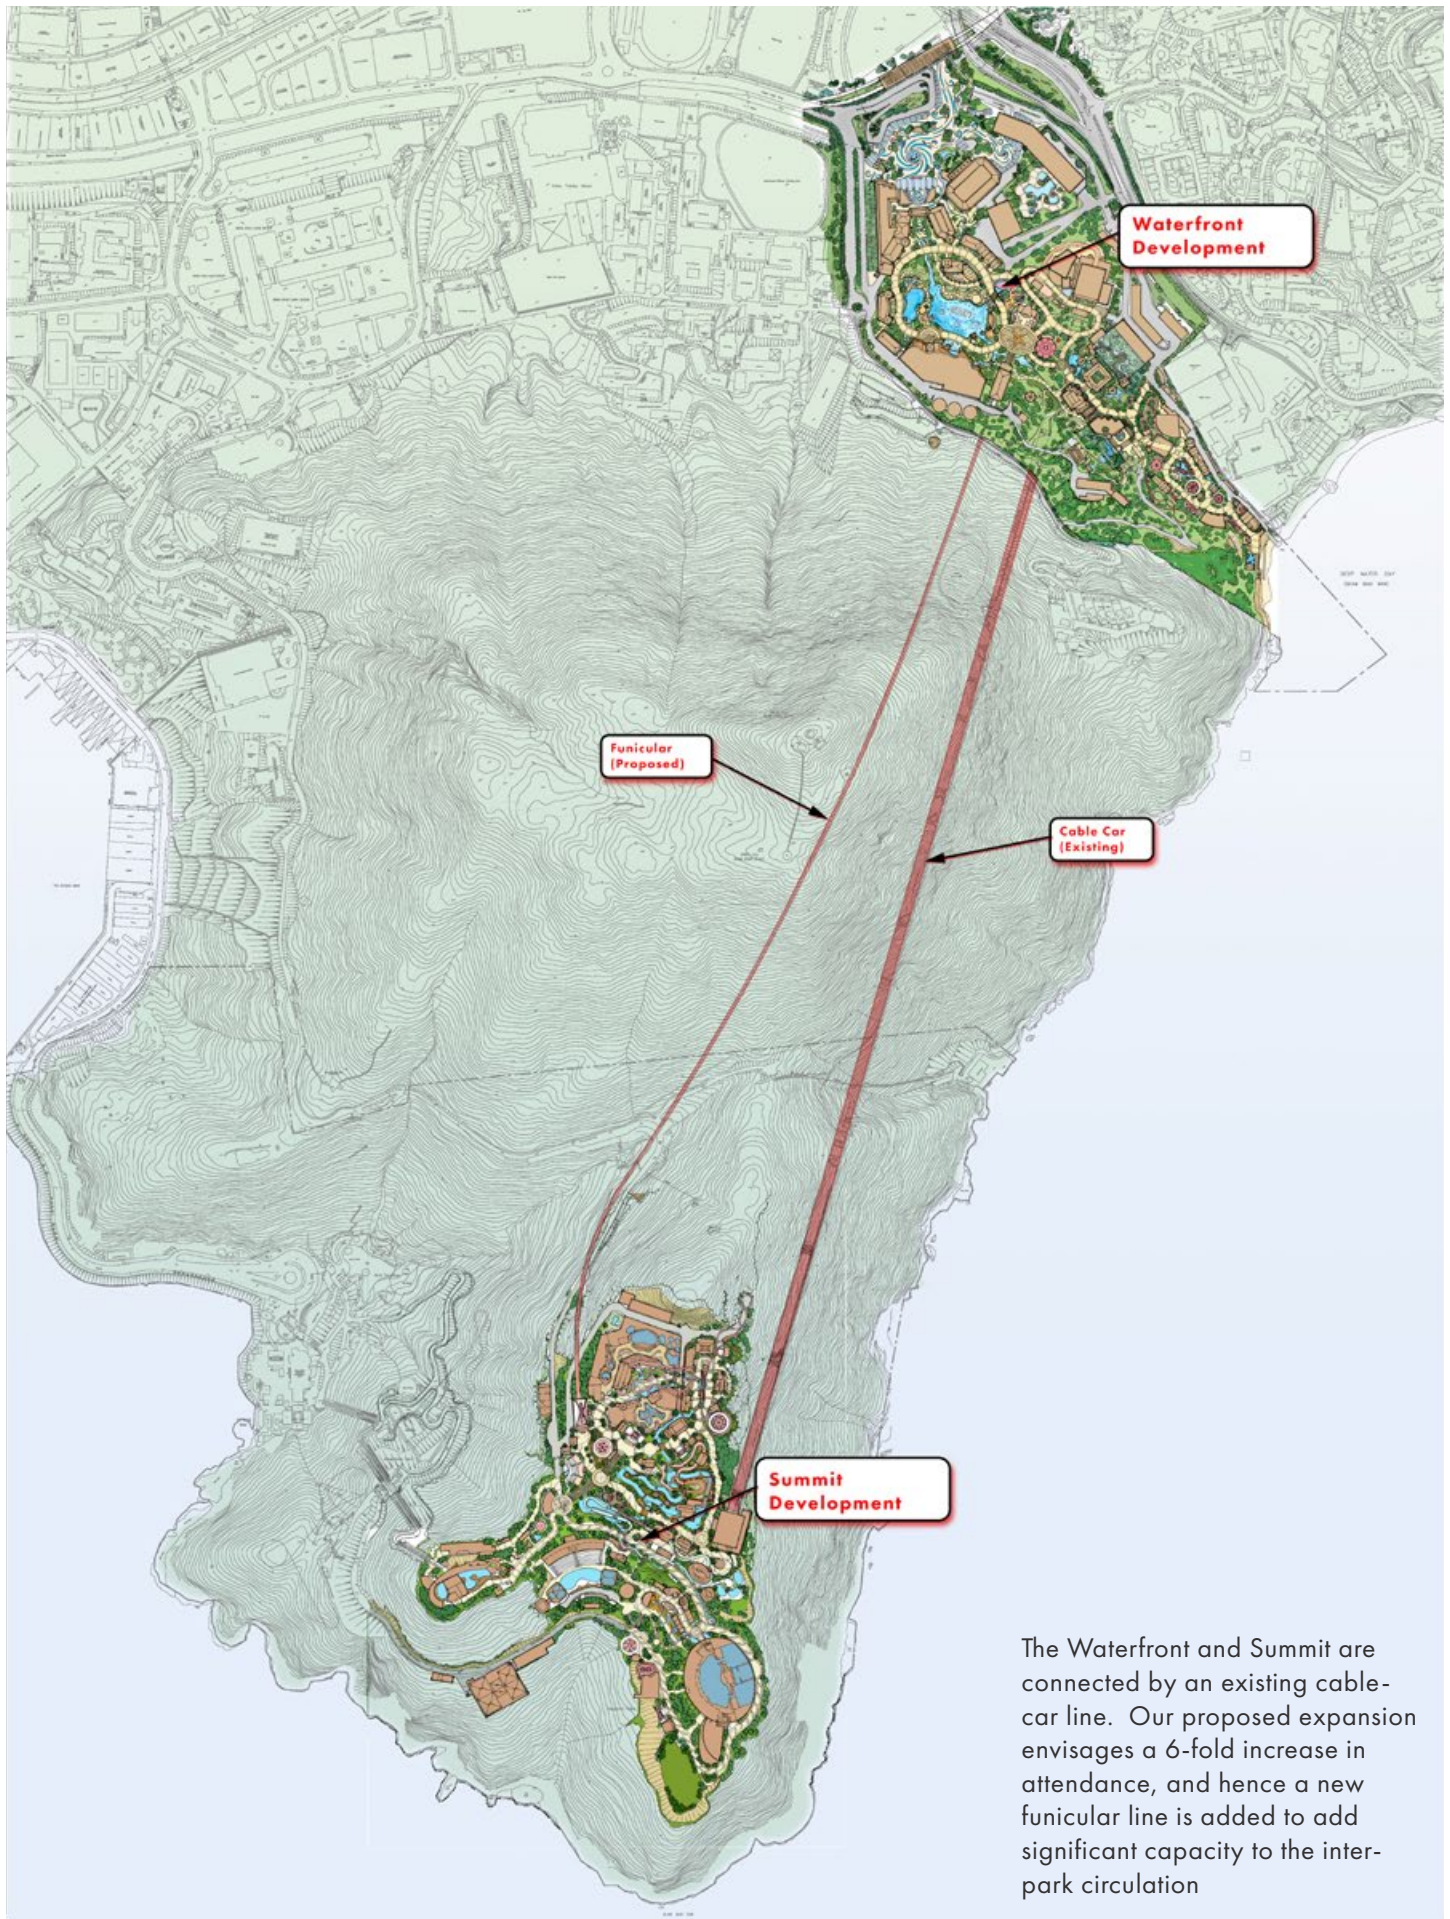 Waterfront
Development
Funicular
(Proposed)
Cable Car
(Existing)
Summit
Development
The Waterfront and Summit are
connected by an existing cable-
car line. Our proposed expansion
envisages a 6-fold increase in
attendance, and hence a new
funicular line is added to add
significant capacity to the inter-
park circulation